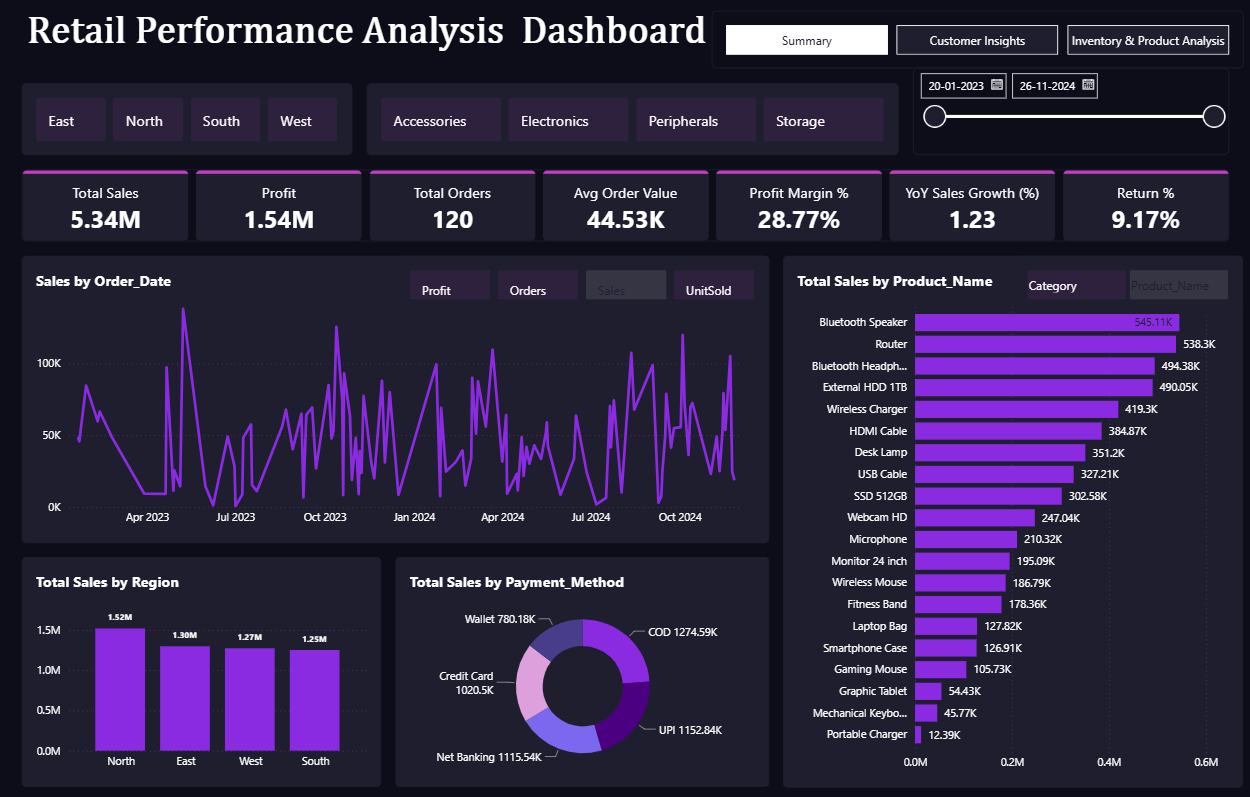 Retail Performance Analysis  Dashboard
Summary
Customer Insights
Inventory & Product Analysis
20-01-2023
26-11-2024
East
North
South
West
Accessories
Electronics
Peripherals
Storage
Total Sales
5.34M
Profit
1.54M
Total Orders
120
Avg Order Value
44.53K
Profit Margin %
28.77%
YoY Sales Growth (%)
1.23
Return %
9.17%
Sales by Order_Date
Profit
Orders
Sales
UnitSold
100K
50K
0K
Apr 2023
Jul 2023
Oct 2023
Jan 2024
Apr 2024
Jul 2024
Oct 2024
Total Sales by Product_Name
Category
Product_Name
Bluetooth Speaker 545.11K
Router 538.3K
Bluetooth Headph... 494.38K
External HDD 1TB 490.05K
Wireless Charger 419.3K
HDMI Cable 384.87K
Desk Lamp 351.2K
USB Cable 327.21K
SSD 512GB 302.58K
Webcam HD 247.04K
Microphone 210.32K
Monitor 24 inch 195.09K
Wireless Mouse 186.79K
Fitness Band 178.36K
Laptop Bag 127.82K
Smartphone Case 126.91K
Gaming Mouse 105.73K
Graphic Tablet 54.43K
Mechanical Keybo... 45.77K
Portable Charger 12.39K
0.0M
0.2M
0.4M
0.6M
Total Sales by Region
1.5M
1.0M
0.5M
0.0M
1.52M
1.30M
1.27M
1.25M
North
East
West
South
Total Sales by Payment_Method
Wallet 780.18K
COD 1274.59K
Credit Card
1020.5K
UPI 1152.84K
Net Banking 1115.54K